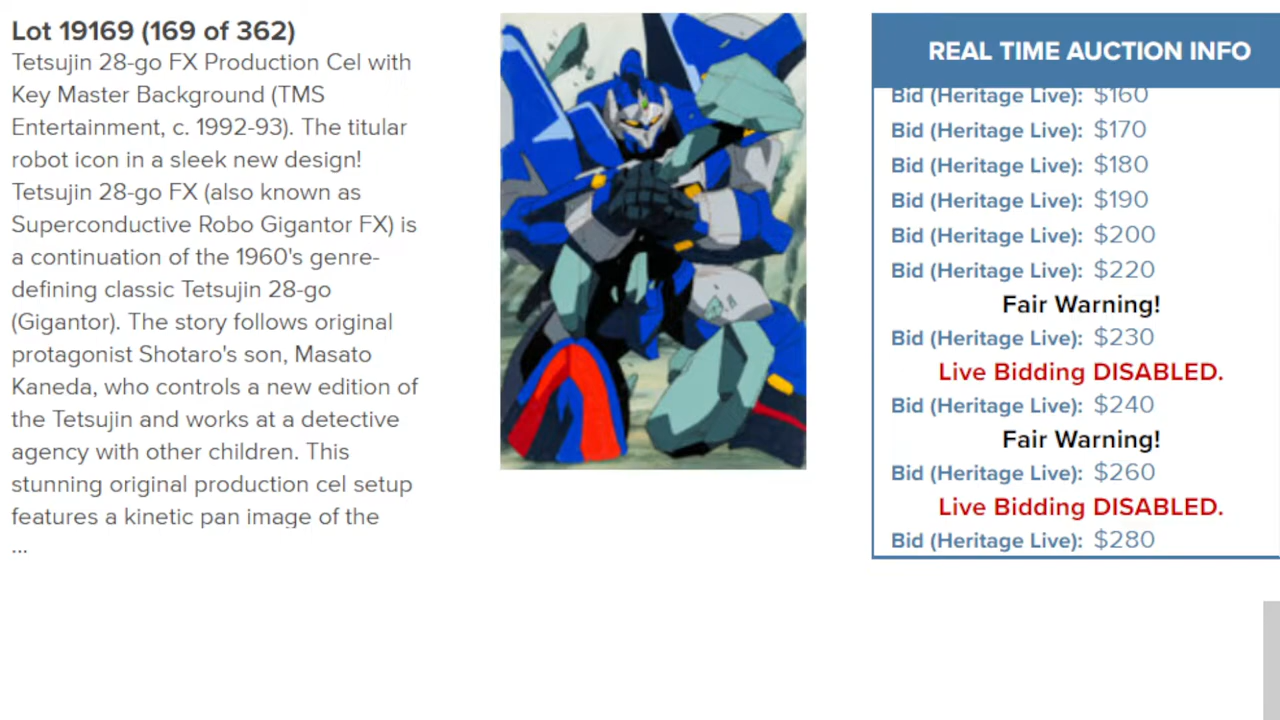 Lot 19169 (169 of 362)
Tetsujin 28-go FX Production Cel with
Key Master Background (TMS
Entertainment, c. 1992-93). The titular
robot icon in a sleek new design!
Tetsujin 28-go FX (also known as
Superconductive Robo Gigantor FX) is
a continuation of the 1960's genre-
defining classic Tetsujin 28-go
(Gigantor). The story follows original
protagonist Shotaro's son, Masato
Kaneda, who controls a new edition of
the Tetsujin and works at a detective
agency with other children. This
stunning original production cel setup
features a kinetic pan image of the
...
REAL TIME AUCTION INFO
Bid (Heritage Live): $160
Bid (Heritage Live): $170
Bid (Heritage Live): $180
Bid (Heritage Live): $190
Bid (Heritage Live): $200
Bid (Heritage Live): $220
Fair Warning!
Bid (Heritage Live): $230
Live Bidding DISABLED.
Bid (Heritage Live): $240
Fair Warning!
Bid (Heritage Live): $260
Live Bidding DISABLED.
Bid (Heritage Live): $280